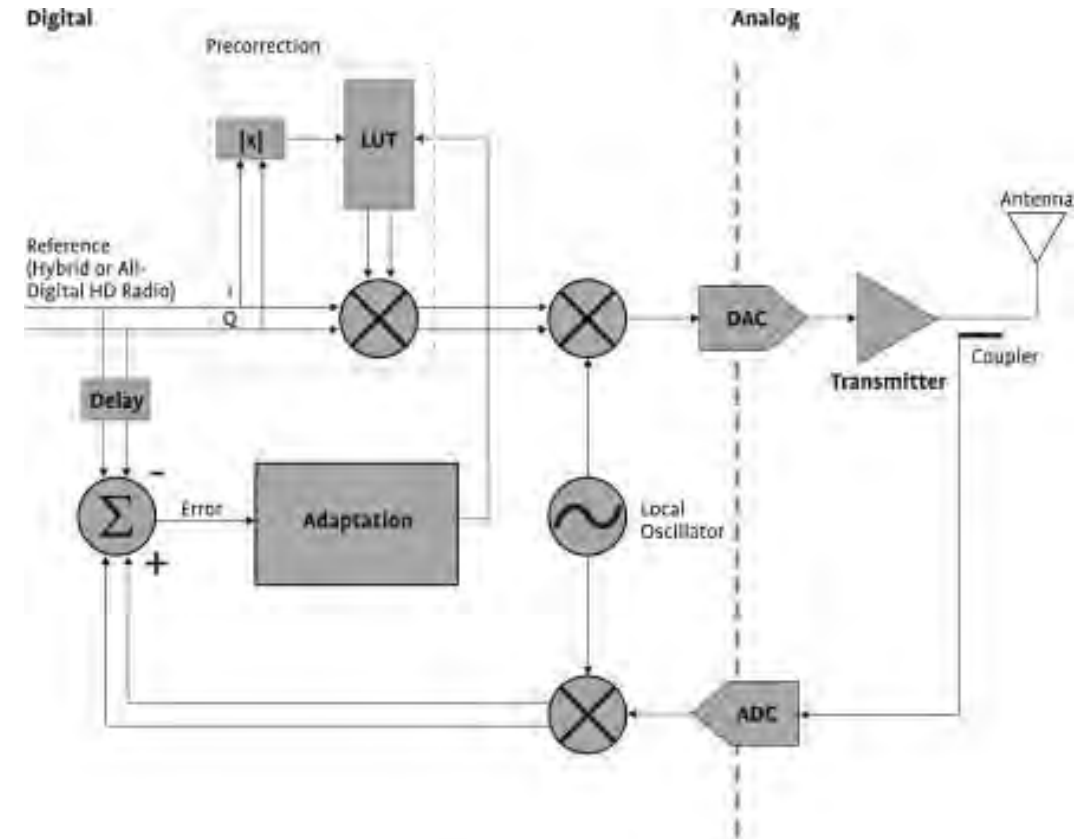 Digital
Analog
Precorrection
|x|
LUT
Antenna
Reference
(Hybrid or All-
Digital HD Radio)
I
Q
DAC
Coupler
Transmitter
Delay
-
Σ
Error
Adaptation
Local
Oscillator
+
ADC